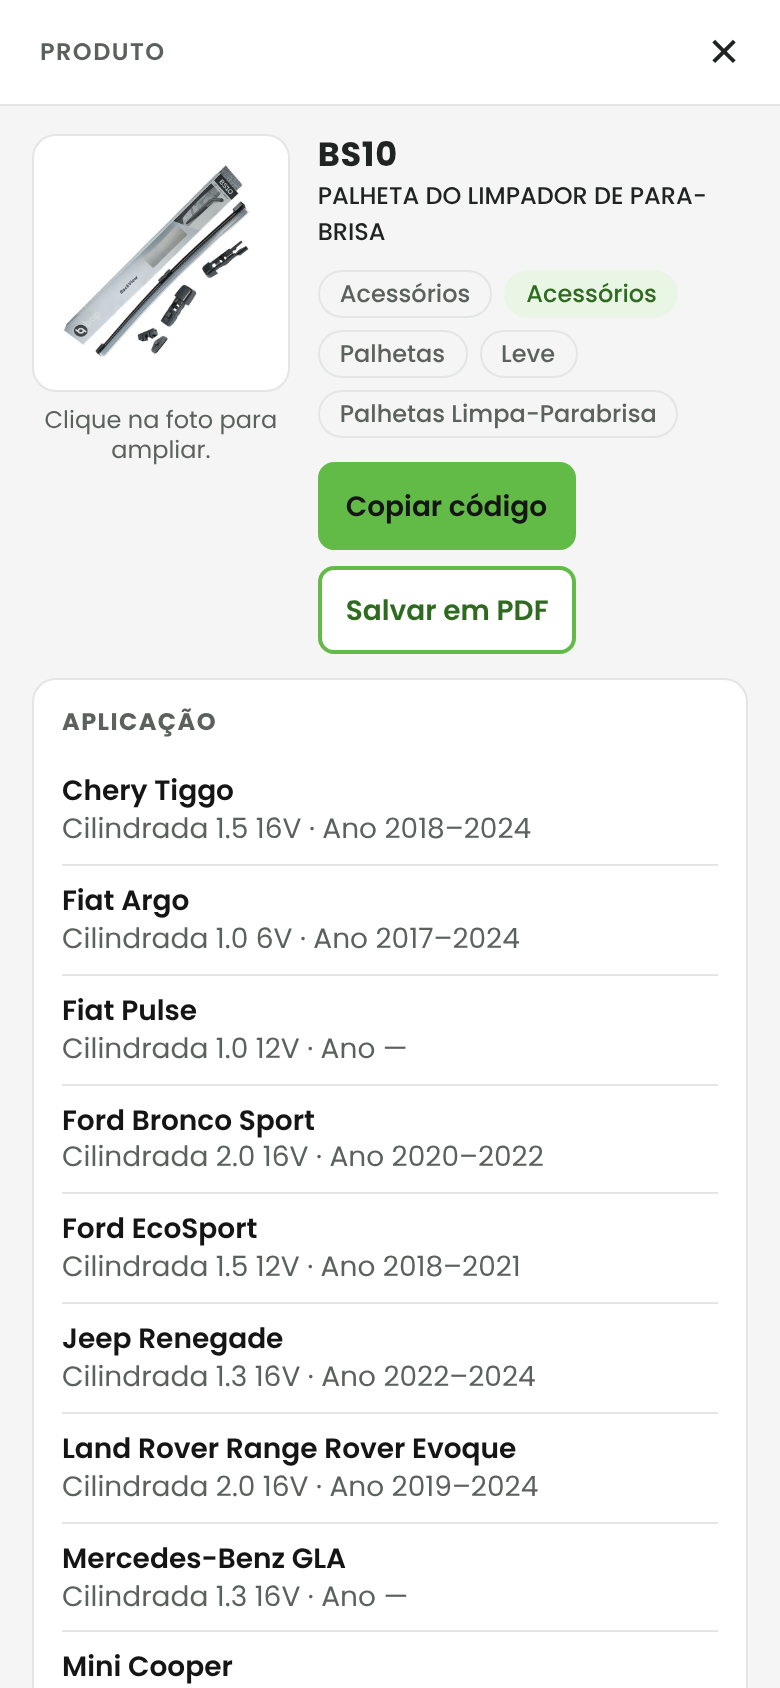 PRODUTO
BS10
PALHETA DO LIMPADOR DE PARA-
BRISA
Acessórios
Acessórios
Palhetas
Leve
Palhetas Limpa-Parabrisa
Clique na foto para
ampliar.
Copiar código
Salvar em PDF
APLICAÇÃO
Chery Tiggo
Cilindrada 1.5 16V · Ano 2018–2024
Fiat Argo
Cilindrada 1.0 6V · Ano 2017–2024
Fiat Pulse
Cilindrada 1.0 12V · Ano —
Ford Bronco Sport
Cilindrada 2.0 16V · Ano 2020–2022
Ford EcoSport
Cilindrada 1.5 12V · Ano 2018–2021
Jeep Renegade
Cilindrada 1.3 16V · Ano 2022–2024
Land Rover Range Rover Evoque
Cilindrada 2.0 16V · Ano 2019–2024
Mercedes-Benz GLA
Cilindrada 1.3 16V · Ano —
Mini Cooper